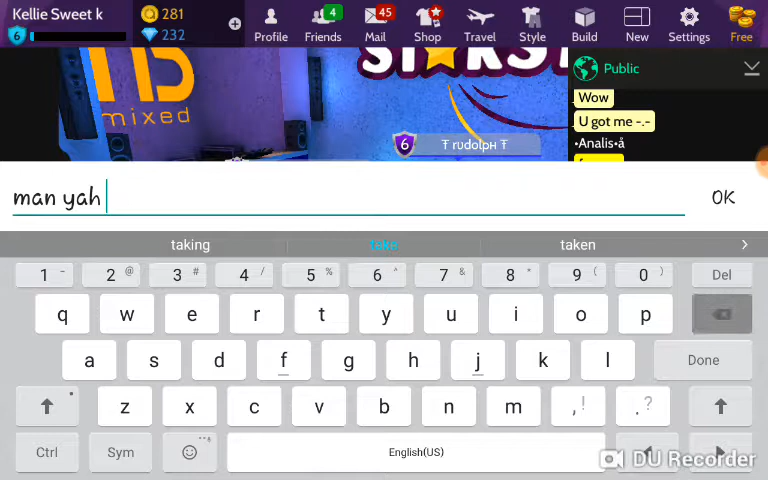 Kellie Sweet k
6
281
232
Profile
Friends
4
Mail
45
Shop
Travel
Style
Build
New
Settings
Free
mixed
STARST
6 Ŧ rυdolpн Ŧ
Public
Wow
U got me -.-
•Analis•å
man yah
OK
taking
take
taken
1 - 2 @ 3 # 4 / 5 % 6 ^ 7 & 8 * 9 ( 0 ) Del
q w e r t y u i o p
a s d f g h j k l Done
z x c v b n m , ! . ?
Ctrl Sym English(US)
DU Recorder